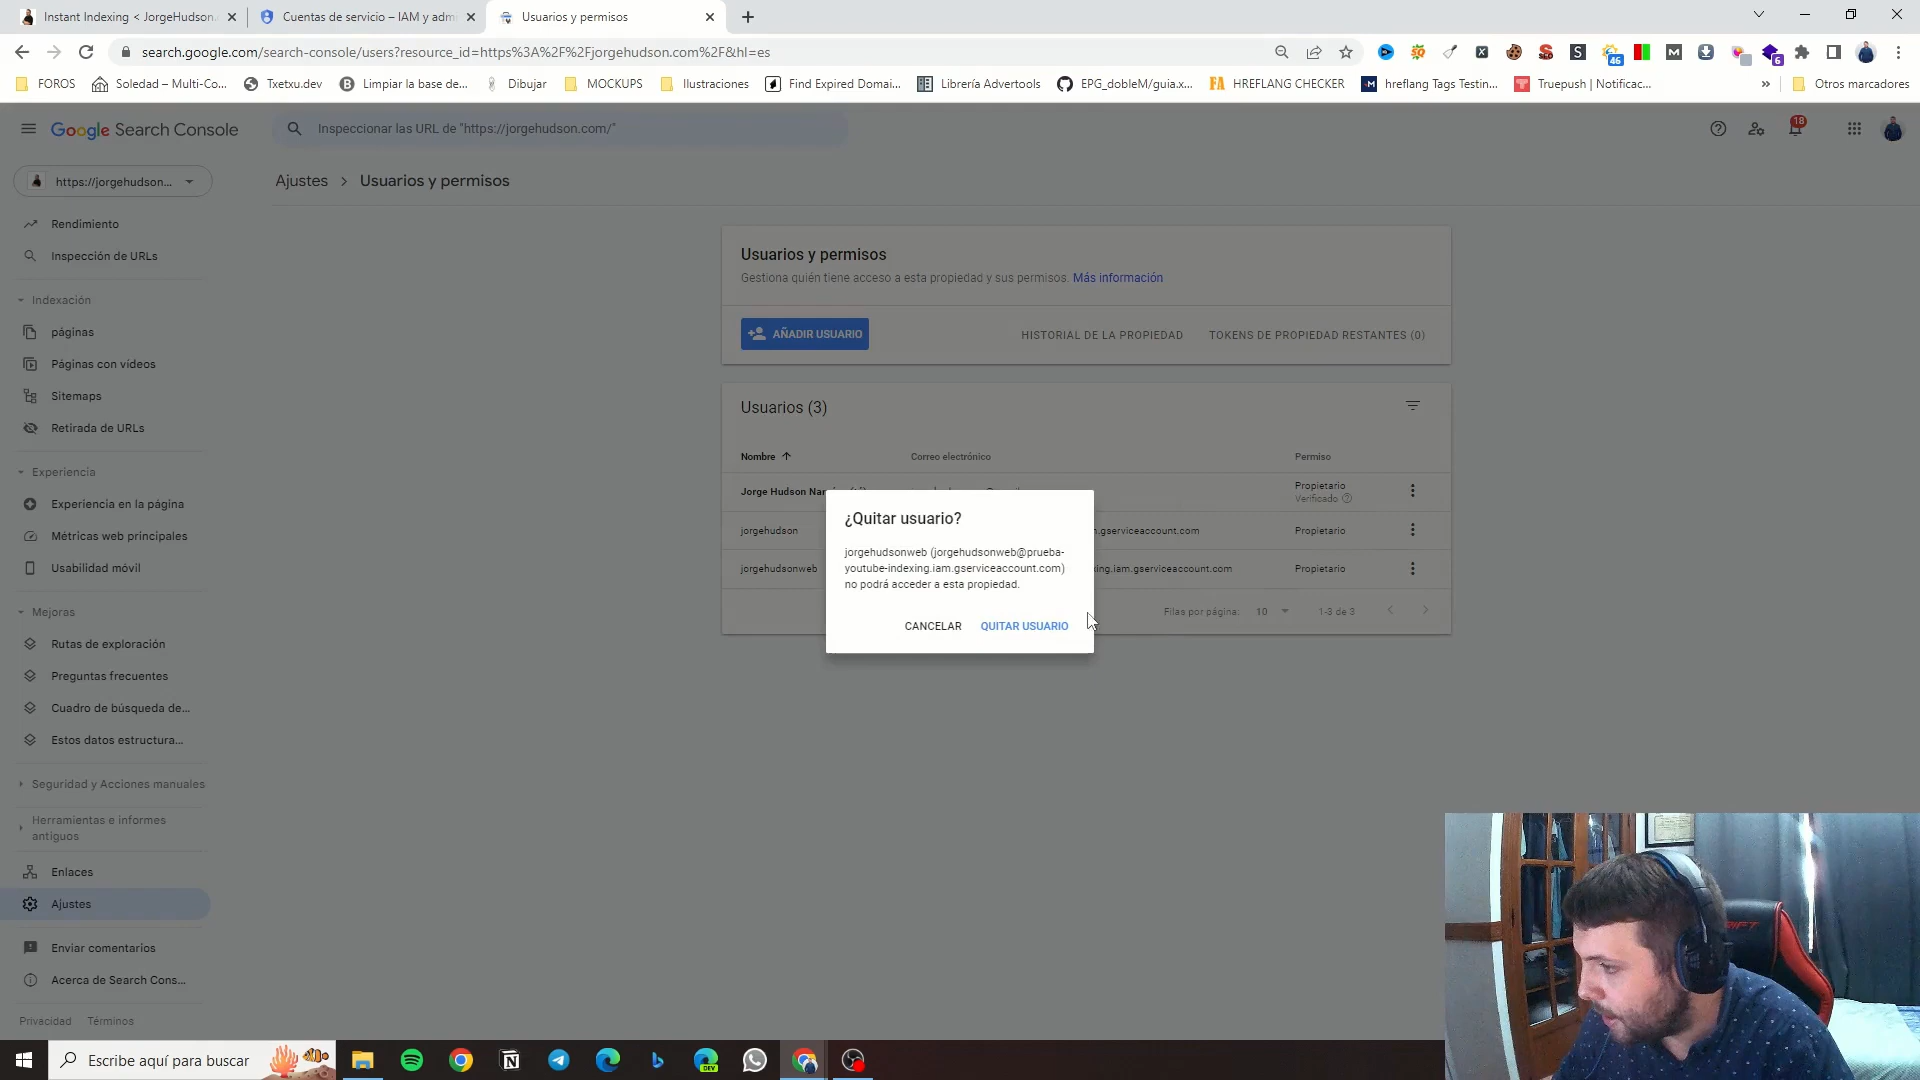 Instant Indexing < JorgeHudson.
Cuentas de servicio – IAM y admi
Usuarios y permisos
search.google.com/search-console/users?resource_id=https%3A%2F%2Fjorgehudson.com%2F&hl=es
46
6
FOROS
Soledad – Multi-Co...
Txetxu.dev
Limpiar la base de...
Dibujar
MOCKUPS
Ilustraciones
Find Expired Domai...
Librería Advertools
EPG_dobleM/guia.x...
HREFLANG CHECKER
hreflang Tags Testin...
Truepush | Notificac...
»
Otros marcadores
Google Search Console
Inspeccionar las URL de "https://jorgehudson.com/"
18
https://jorgehudson...
Ajustes > Usuarios y permisos
Rendimiento
Inspección de URLs
Indexación
páginas
Páginas con vídeos
Sitemaps
Retirada de URLs
Experiencia
Experiencia en la página
Métricas web principales
Usabilidad móvil
Mejoras
Rutas de exploración
Preguntas frecuentes
Cuadro de búsqueda de...
Estos datos estructura...
Seguridad y Acciones manuales
Herramientas e informes
antiguos
Enlaces
Ajustes
Enviar comentarios
Acerca de Search Cons...
Privacidad Términos
Usuarios y permisos
Gestiona quién tiene acceso a esta propiedad y sus permisos. Más información
AÑADIR USUARIO
HISTORIAL DE LA PROPIEDAD
TOKENS DE PROPIEDAD RESTANTES (0)
Usuarios (3)
Nombre
Correo electrónico
Permiso
Jorge Hudson
Propietario
Verificado
jorgehudson
.gserviceaccount.com
Propietario
jorgehudsonweb
xing.iam.gserviceaccount.com
Propietario
Filas por página: 10
1-3 de 3
¿Quitar usuario?
jorgehudsonweb (jorgehudsonweb@prueba-
youtube-indexing.iam.gserviceaccount.com)
no podrá acceder a esta propiedad.
CANCELAR
QUITAR USUARIO
Escribe aquí para buscar
DEV